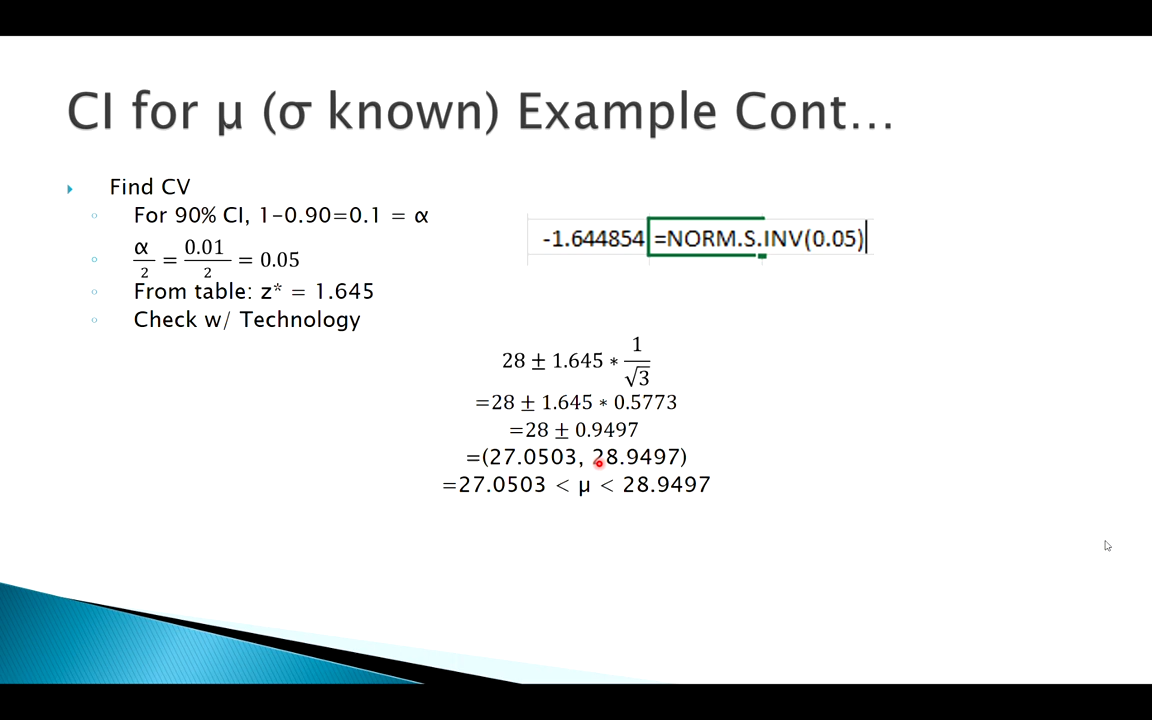 CI for μ (σ known) Example Cont…
Find CV
For 90% CI, 1-0.90=0.1 = α
α/2 = 0.01/2 = 0.05
From table: z* = 1.645
Check w/ Technology
-1.644854 =NORM.S.INV(0.05)
28 ± 1.645 * 1/√3
=28 ± 1.645 * 0.5773
=28 ± 0.9497
=(27.0503, 28.9497)
=27.0503 < μ < 28.9497